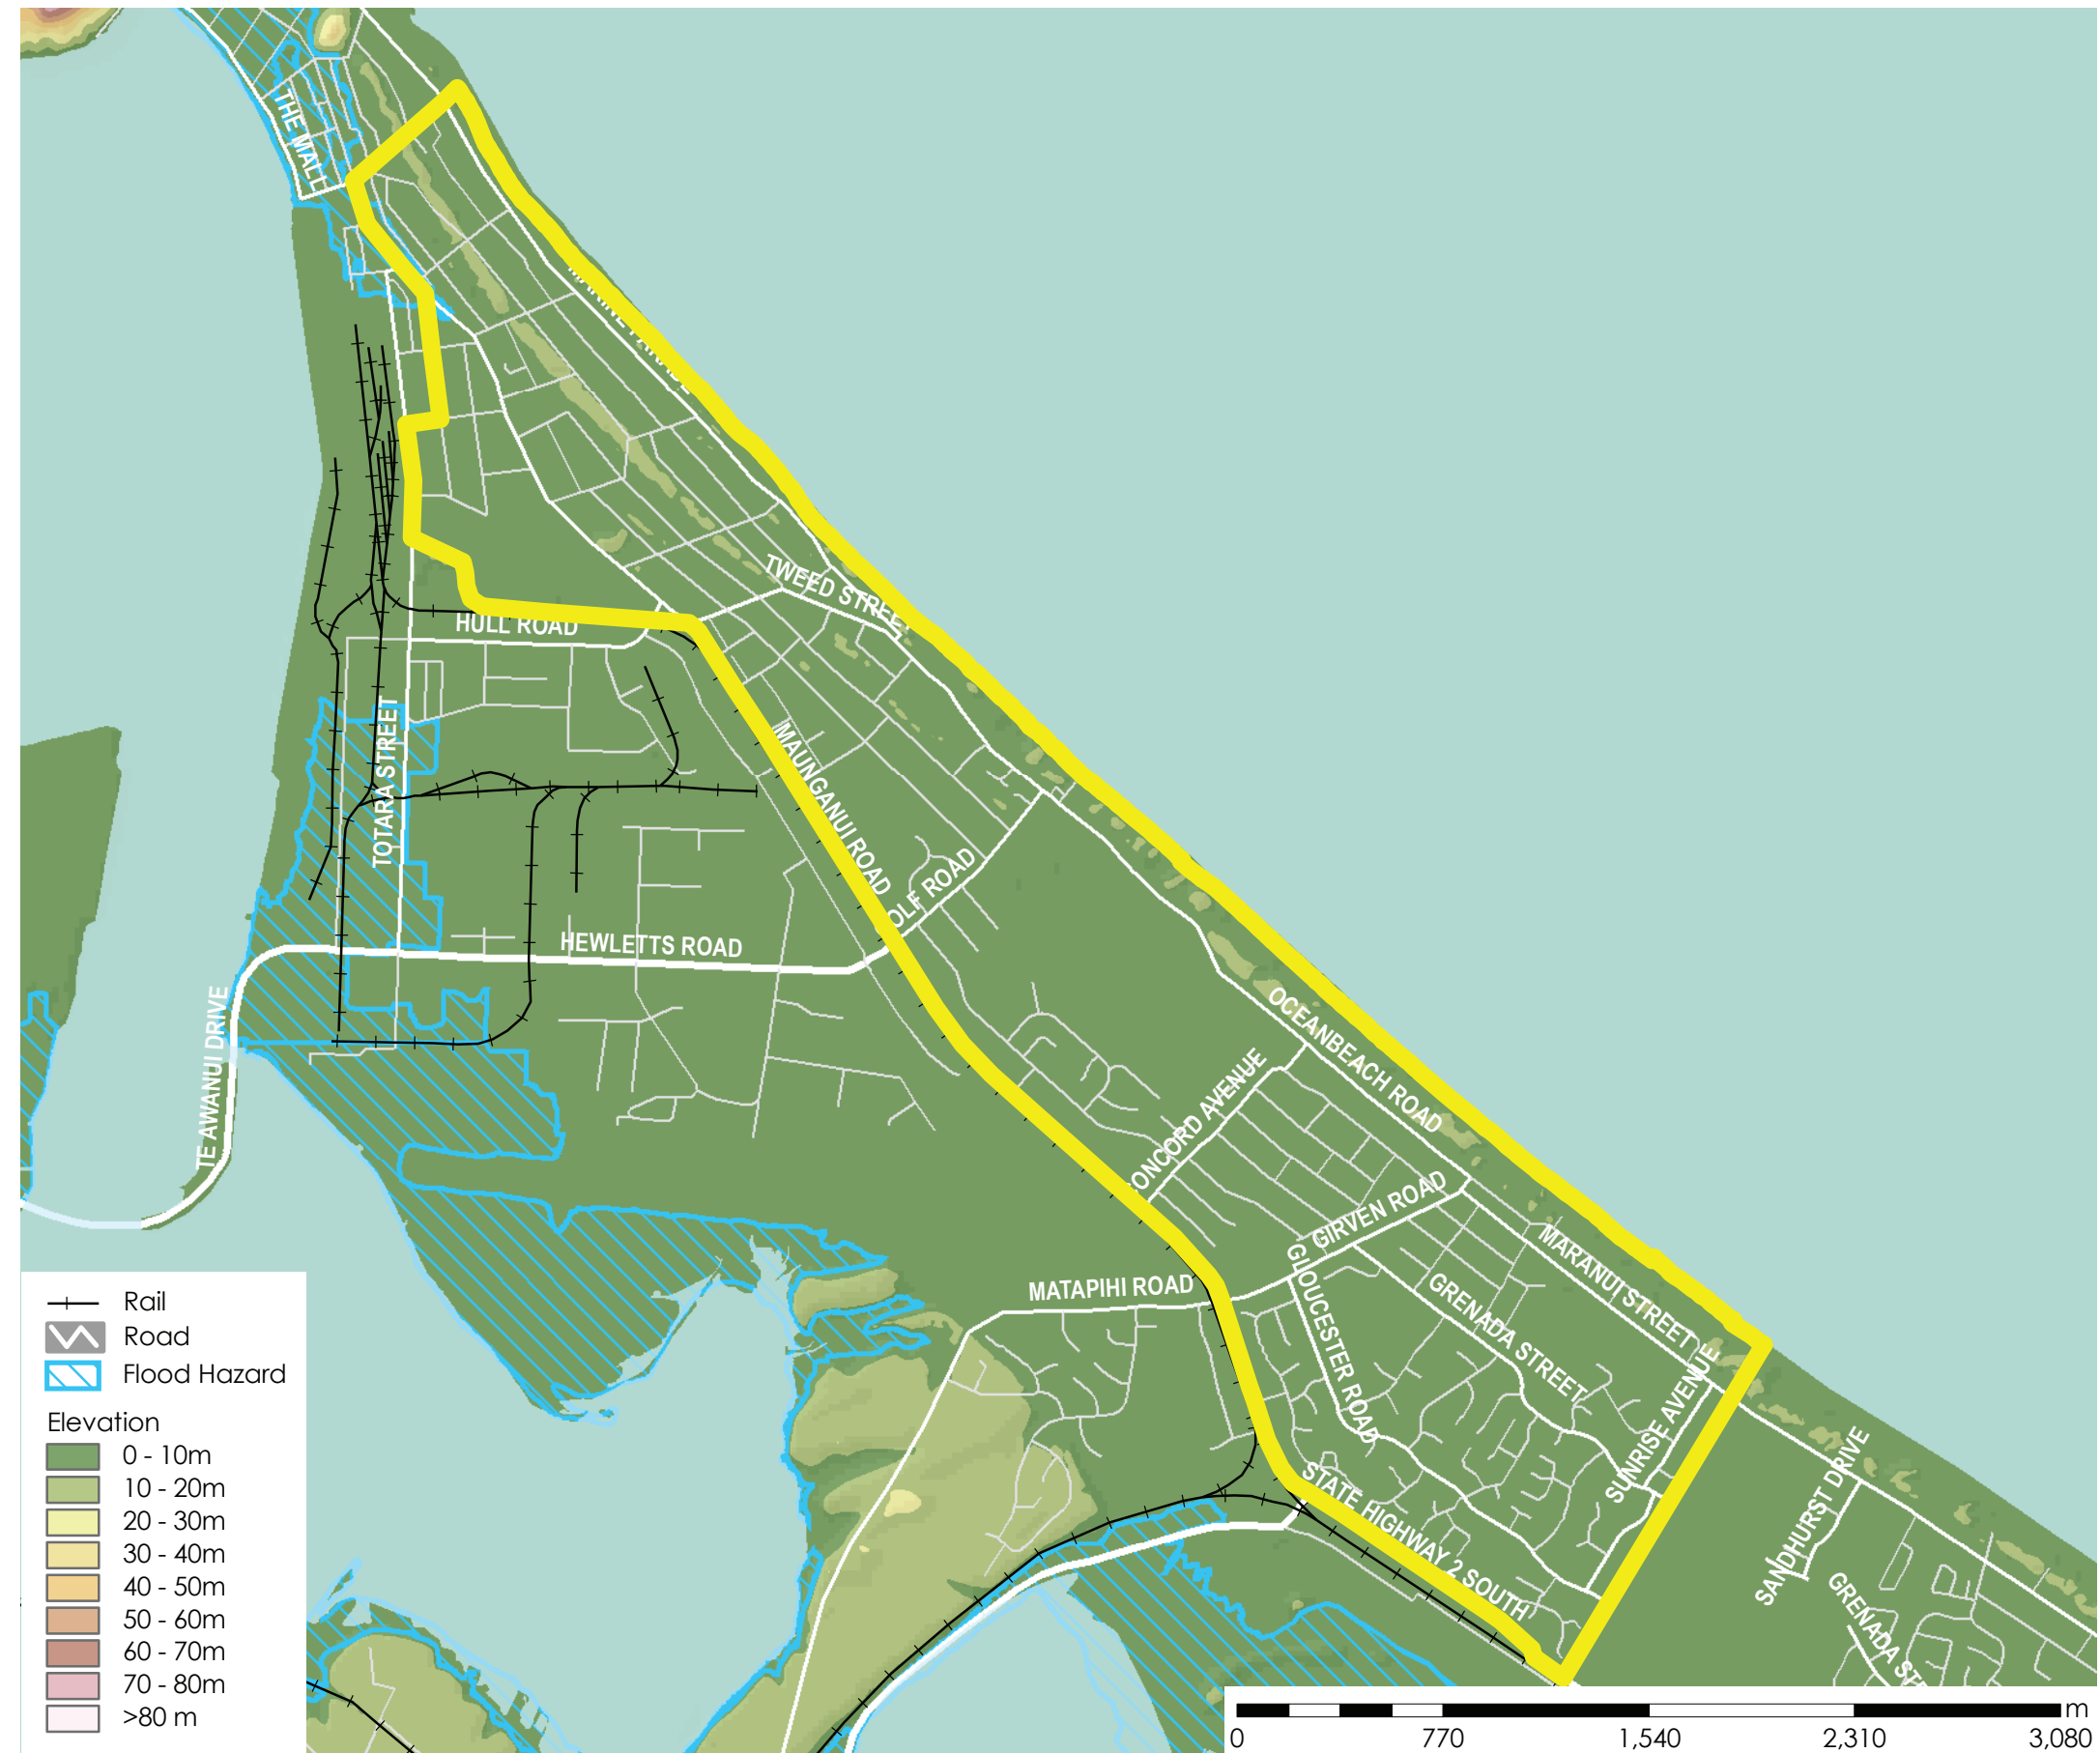 THE MALL
TWEED STREET
HULL ROAD
TOTARA STREET
MAUNGANUI ROAD
HEWLETTS ROAD
TE AWANUI DRIVE
OCEANBEACH ROAD
CONCORD AVENUE
GIRVEN ROAD
MATAPIHI ROAD
GLOUCESTER ROAD
MARANUI STREET
GRENADA STREET
SUNRISE AVENUE
STATE HIGHWAY 2 SOUTH
SANDHURST DRIVE
GRENADA
Rail
Road
Flood Hazard
Elevation
0 - 10m
10 - 20m
20 - 30m
30 - 40m
40 - 50m
50 - 60m
60 - 70m
70 - 80m
>80 m
m
0 770 1,540 2,310 3,080